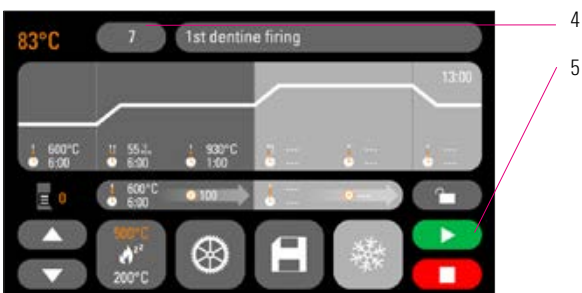 83°C 7 1st dentine firing 4
5
13:00
600°C 55 930°C --- --- ---
6:00 6:00 1:00
0 600°C 100 --- ---
6:00
500°C
200°C